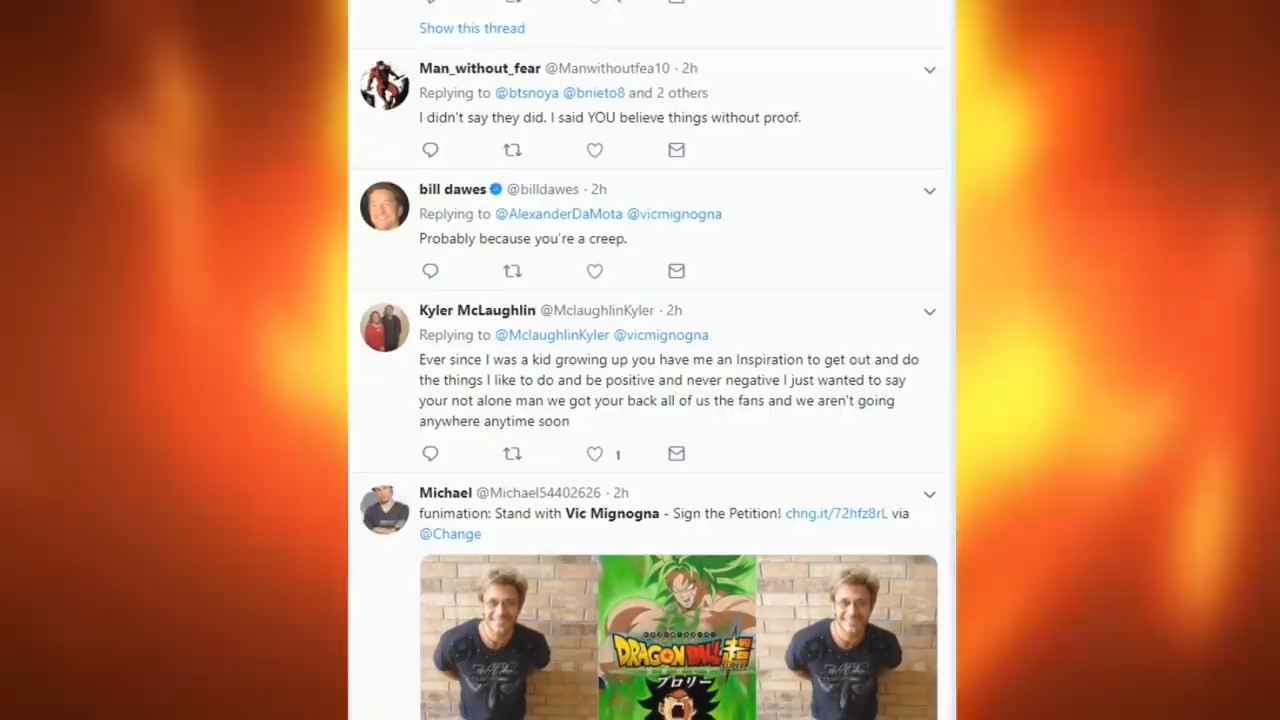 Show this thread
Man_without_fear @Manwithoutfea10 · 2h
Replying to @btsnoya @bnieto8 and 2 others
I didn't say they did. I said YOU believe things without proof.
bill dawes @billdawes · 2h
Replying to @AlexanderDaMota @vicmignogna
Probably because you're a creep.
Kyler McLaughlin @MclaughlinKyler · 2h
Replying to @MclaughlinKyler @vicmignogna
Ever since I was a kid growing up you have me an Inspiration to get out and do
the things I like to do and be positive and never negative I just wanted to say
your not alone man we got your back all of us the fans and we aren't going
anywhere anytime soon
1
Michael @Michael54402626 · 2h
funimation: Stand with Vic Mignogna - Sign the Petition! chng.it/72hfz8rL via
@Change
DRAGON BALL 超
ブロリー